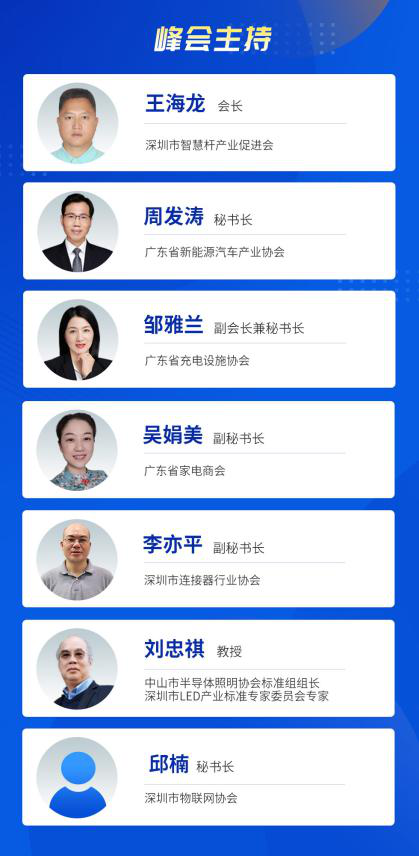 峰会主持
王海龙 会长
深圳市智慧杆产业促进会
周发涛 秘书长
广东省新能源汽车产业协会
邹雅兰 副会长兼秘书长
广东省充电设施协会
吴娟美 副秘书长
广东省家电商会
李亦平 副秘书长
深圳市连接器行业协会
刘忠祺 教授
中山市半导体照明协会标准组组长
深圳市LED产业标准专家委员会专家
邱楠 秘书长
深圳市物联网协会